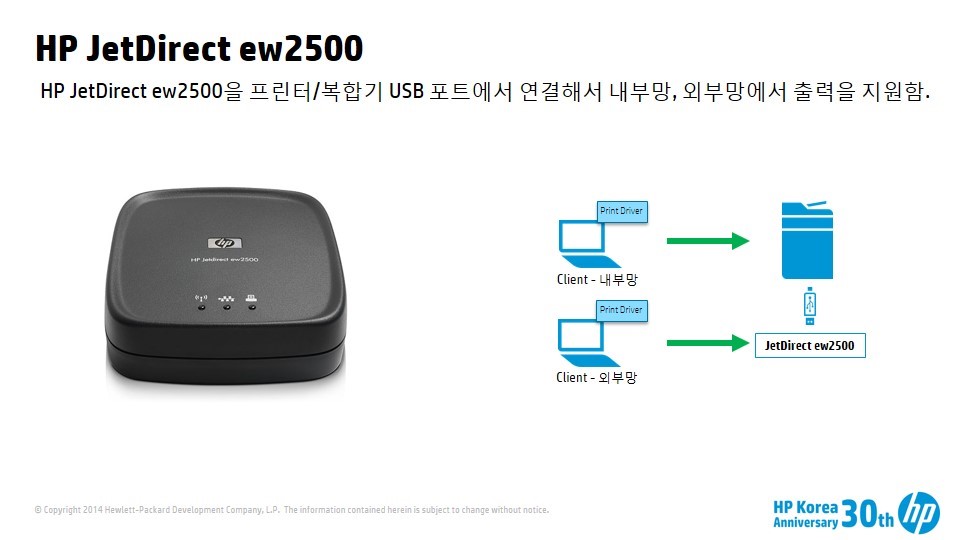 HP JetDirect ew2500
HP JetDirect ew2500을 프린터/복합기 USB 포트에서 연결해서 내부망, 외부망에서 출력을 지원함.
hp
HP Jetdirect ew2500
Print Driver
Client - 내부망
Print Driver
Client - 외부망
JetDirect ew2500
© Copyright 2014 Hewlett-Packard Development Company, L.P. The information contained herein is subject to change without notice.
HP Korea
Anniversary 30th
hp